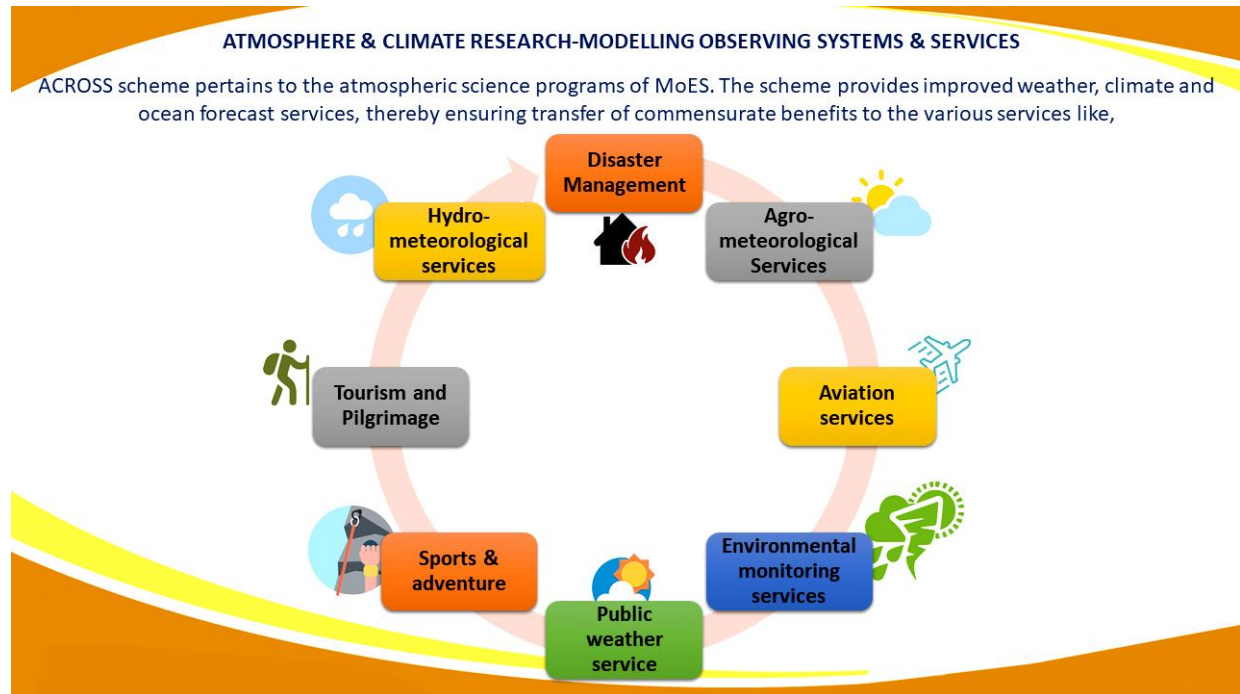 ATMOSPHERE & CLIMATE RESEARCH-MODELLING OBSERVING SYSTEMS & SERVICES
ACROSS scheme pertains to the atmospheric science programs of MoES. The scheme provides improved weather, climate and
ocean forecast services, thereby ensuring transfer of commensurate benefits to the various services like,
Disaster
Management
Agro-
meteorological
Services
Aviation
services
Environmental
monitoring
services
Public
weather
service
Sports &
adventure
Tourism and
Pilgrimage
Hydro-
meteorological
services